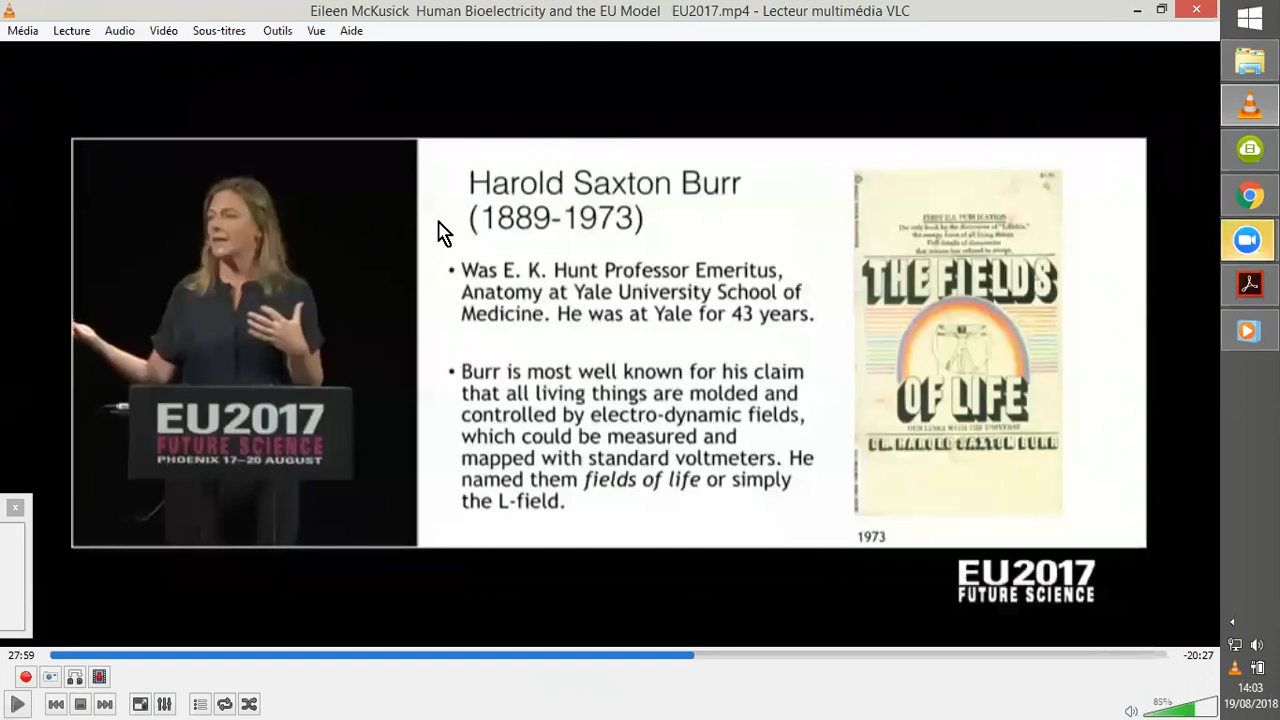 Eileen McKusick  Human Bioelectricity and the EU Model   EU2017.mp4 - Lecteur multimédia VLC
Média Lecture Audio Vidéo Sous-titres Outils Vue Aide
Harold Saxton Burr
(1889-1973)
• Was E. K. Hunt Professor Emeritus,
Anatomy at Yale University School of
Medicine. He was at Yale for 43 years.
• Burr is most well known for his claim
that all living things are molded and
controlled by electro-dynamic fields,
which could be measured and
mapped with standard voltmeters. He
named them fields of life or simply
the L-field.
FIRST U.S. PUBLICATION
THE FIELDS
OF LIFE
OUR LINKS WITH THE UNIVERSE
DR. HAROLD SAXTON BURR
1973
EU2017
FUTURE SCIENCE
PHOENIX 17–20 AUGUST
EU2017
FUTURE SCIENCE
27:59
-20:27
85%
14:03
19/08/2018